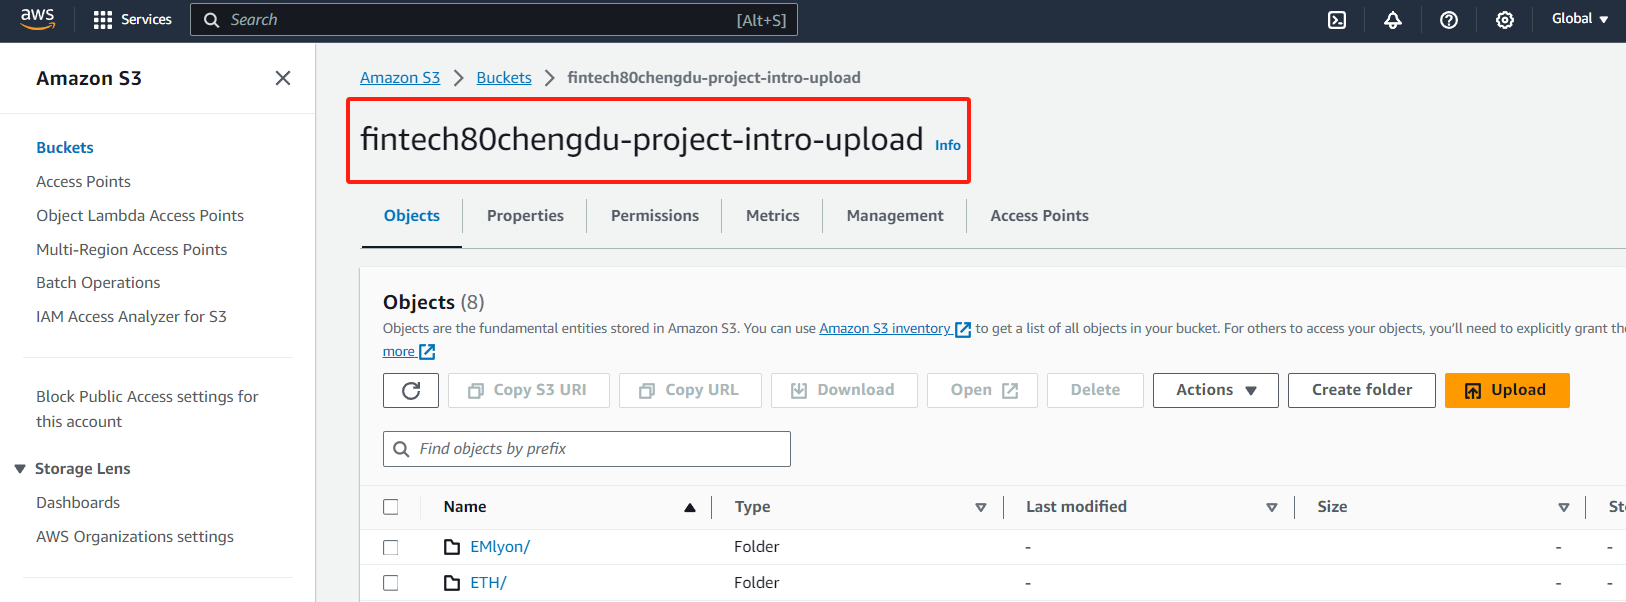 aws Services Search [Alt+S] Global
Amazon S3
Buckets
Access Points
Object Lambda Access Points
Multi-Region Access Points
Batch Operations
IAM Access Analyzer for S3
Block Public Access settings for
this account
Storage Lens
Dashboards
AWS Organizations settings
Amazon S3 Buckets fintech80chengdu-project-intro-upload
fintech80chengdu-project-intro-upload Info
Objects Properties Permissions Metrics Management Access Points
Objects (8)
Objects are the fundamental entities stored in Amazon S3. You can use Amazon S3 inventory to get a list of all objects in your bucket. For others to access your objects, you'll need to explicitly grant
more
Copy S3 URI Copy URL Download Open Delete Actions Create folder Upload
Find objects by prefix
Name Type Last modified Size
EMlyon/ Folder - - -
ETH/ Folder - - -